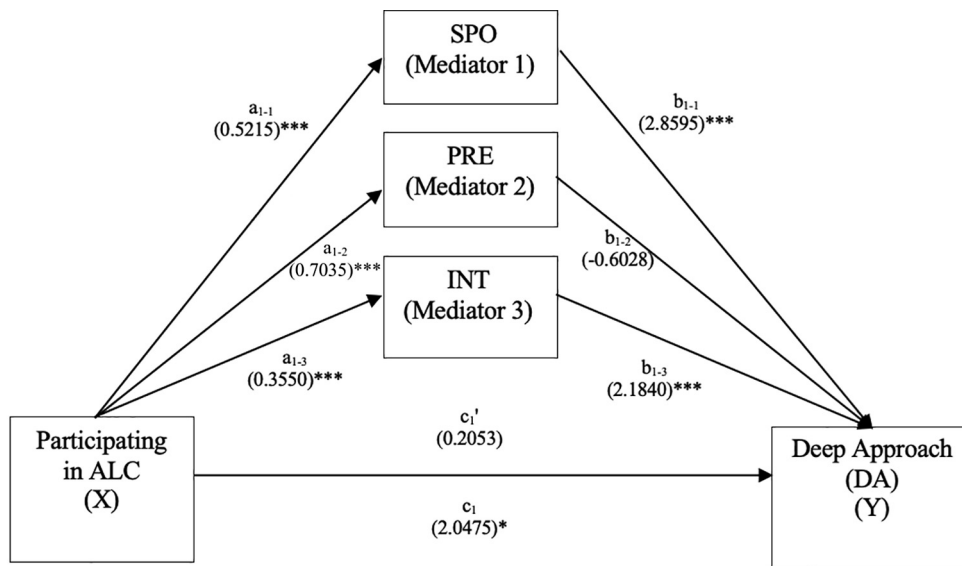 SPO
(Mediator 1)
a₁₋₁
(0.5215)***
b₁₋₁
(2.8595)***
PRE
(Mediator 2)
a₁₋₂
(0.7035)***
b₁₋₂
(-0.6028)
INT
(Mediator 3)
a₁₋₃
(0.3550)***
b₁₋₃
(2.1840)***
Participating
in ALC
(X)
c₁'
(0.2053)
c₁
(2.0475)*
Deep Approach
(DA)
(Y)